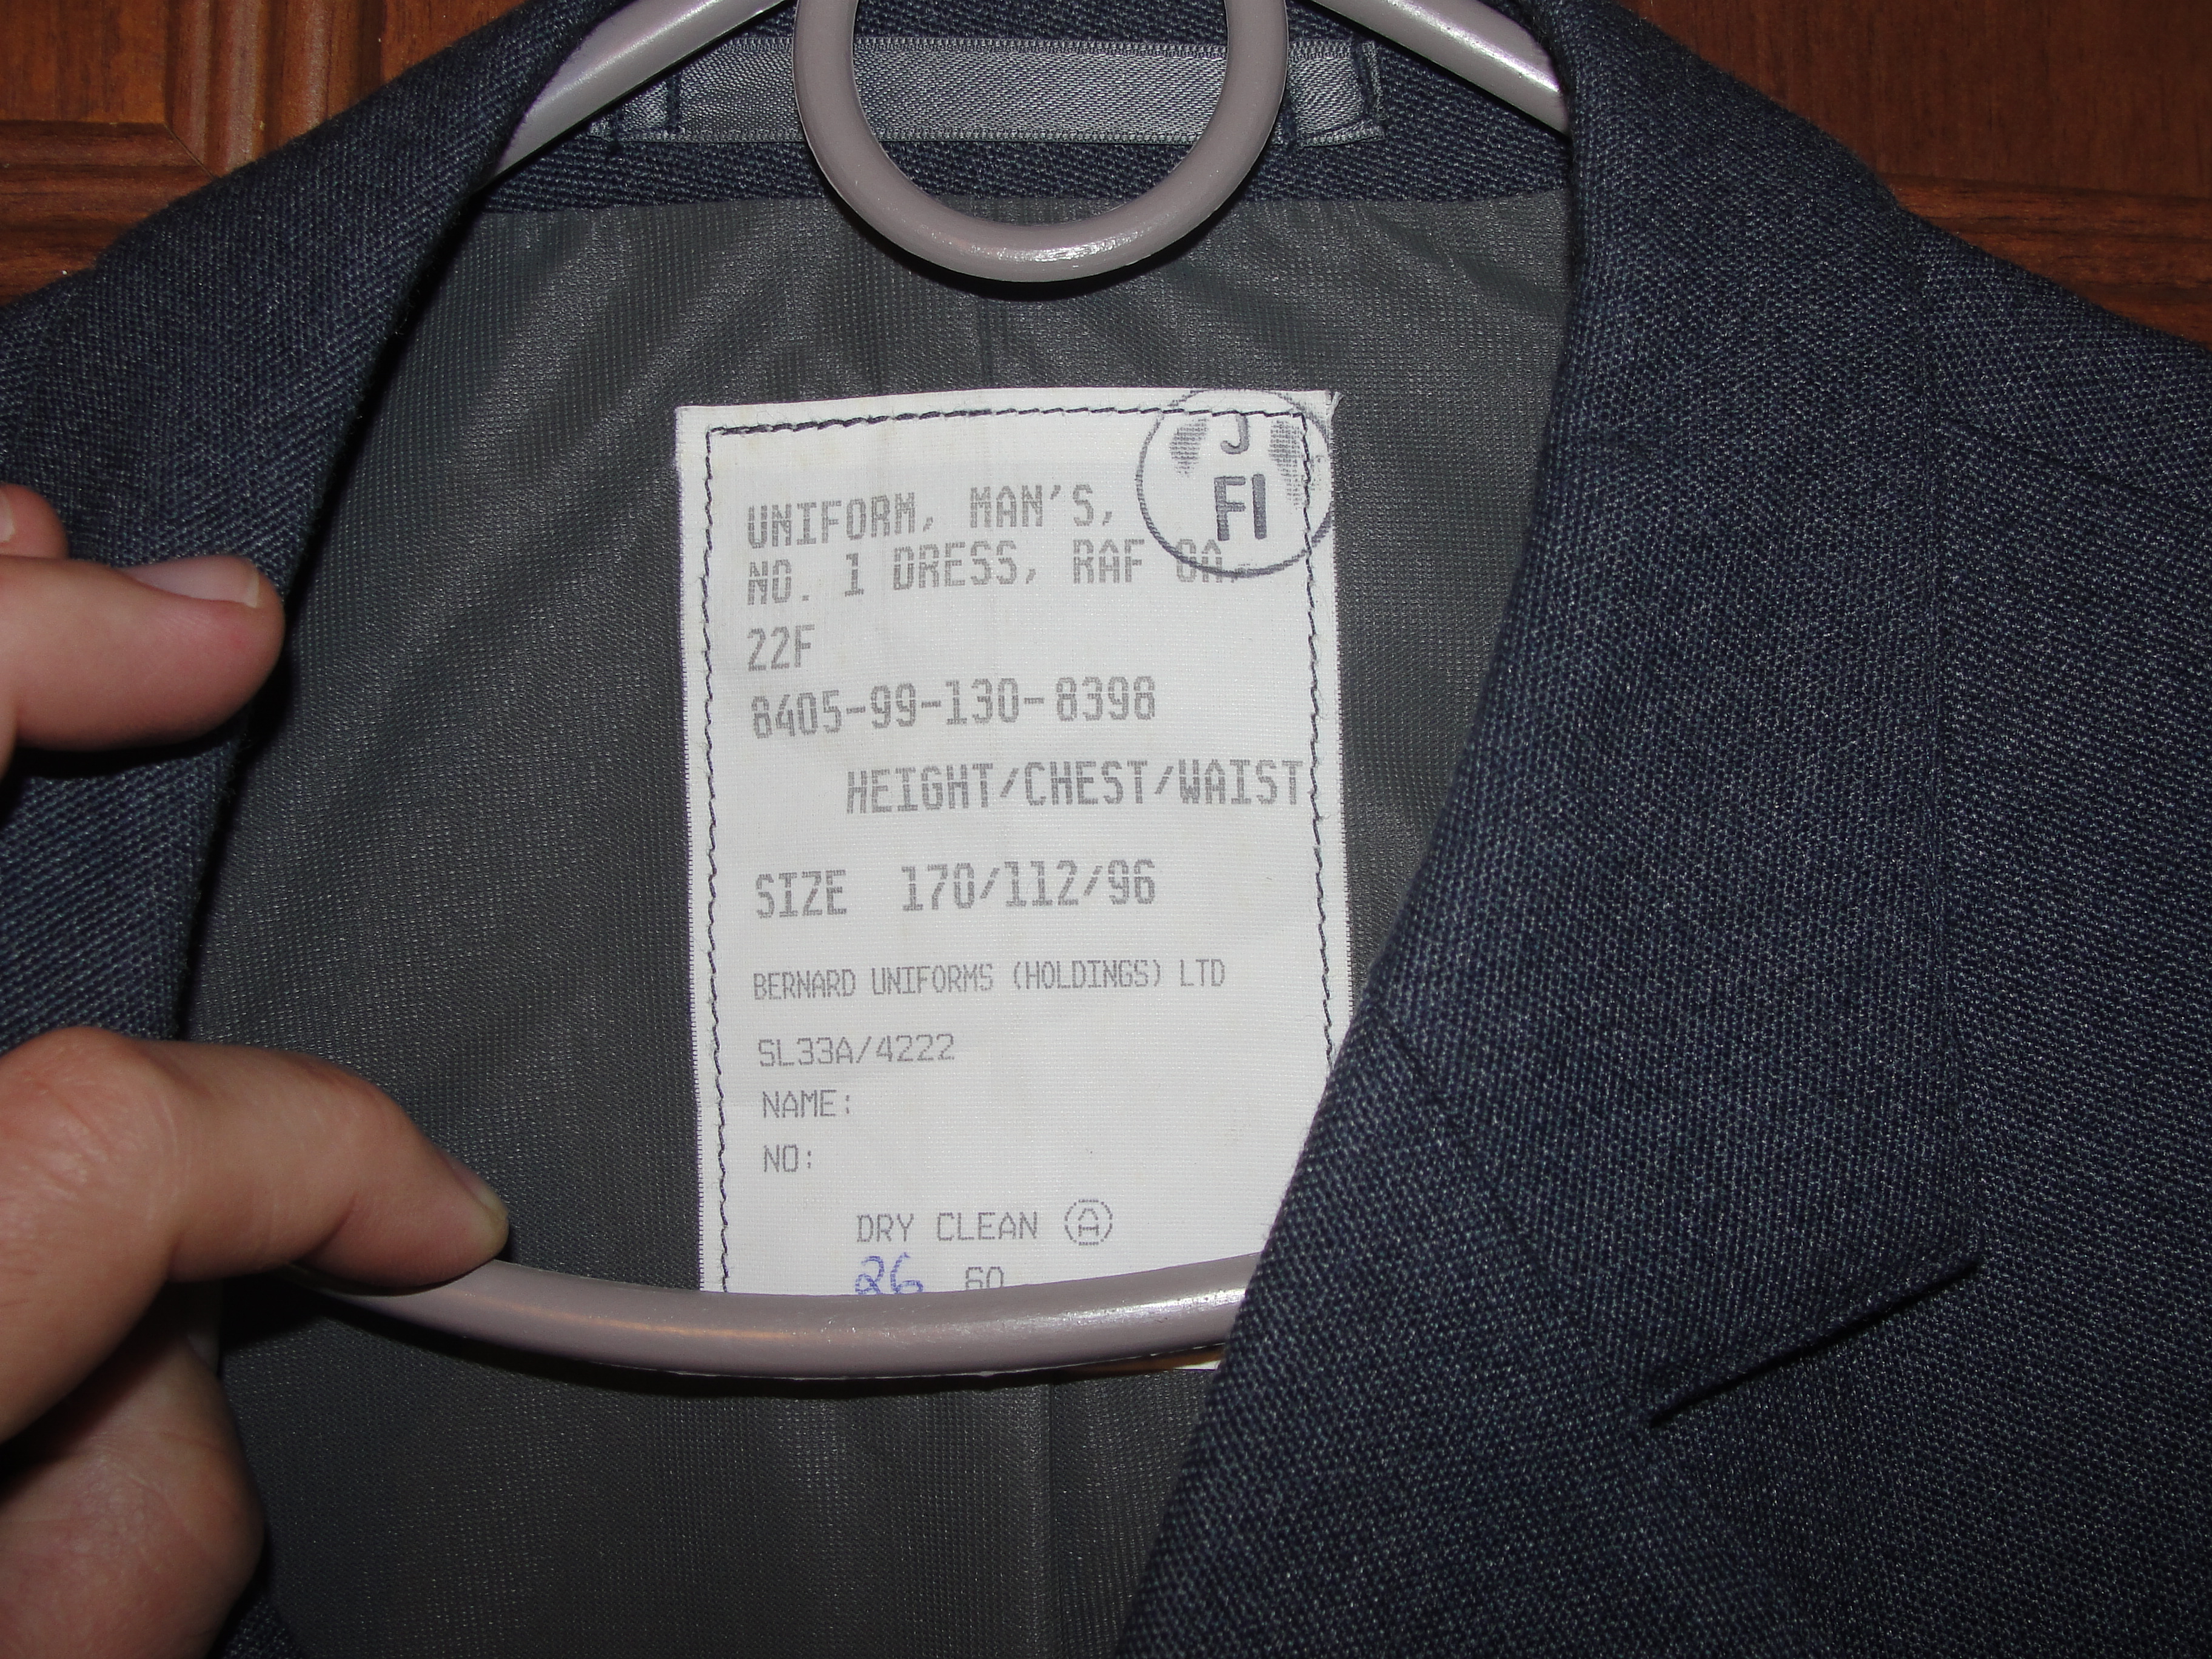 J
FI
UNIFORM, MAN'S,
NO. 1 DRESS, RAF OA.
22F
8405-99-130-8398
HEIGHT/CHEST/WAIST
SIZE 170/112/96
BERNARD UNIFORMS (HOLDINGS) LTD
SL33A/4222
NAME:
NO:
DRY CLEAN Ⓐ
26 60